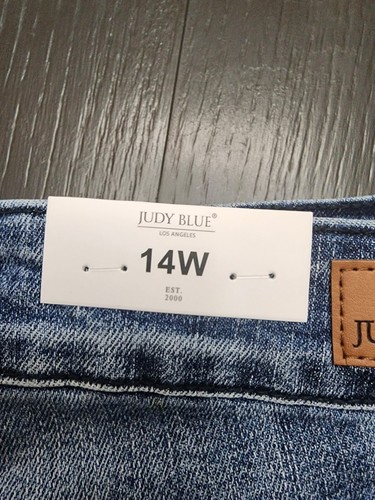 JUDY BLUE®
LOS ANGELES
14W
EST.
2000
JU